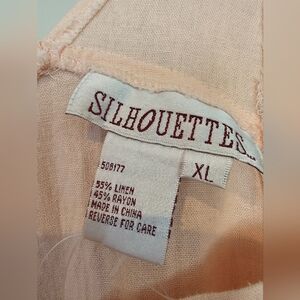 SILHOUETTES
XL
508177
55% LINEN
45% RAYON
MADE IN CHINA
REVERSE FOR CARE